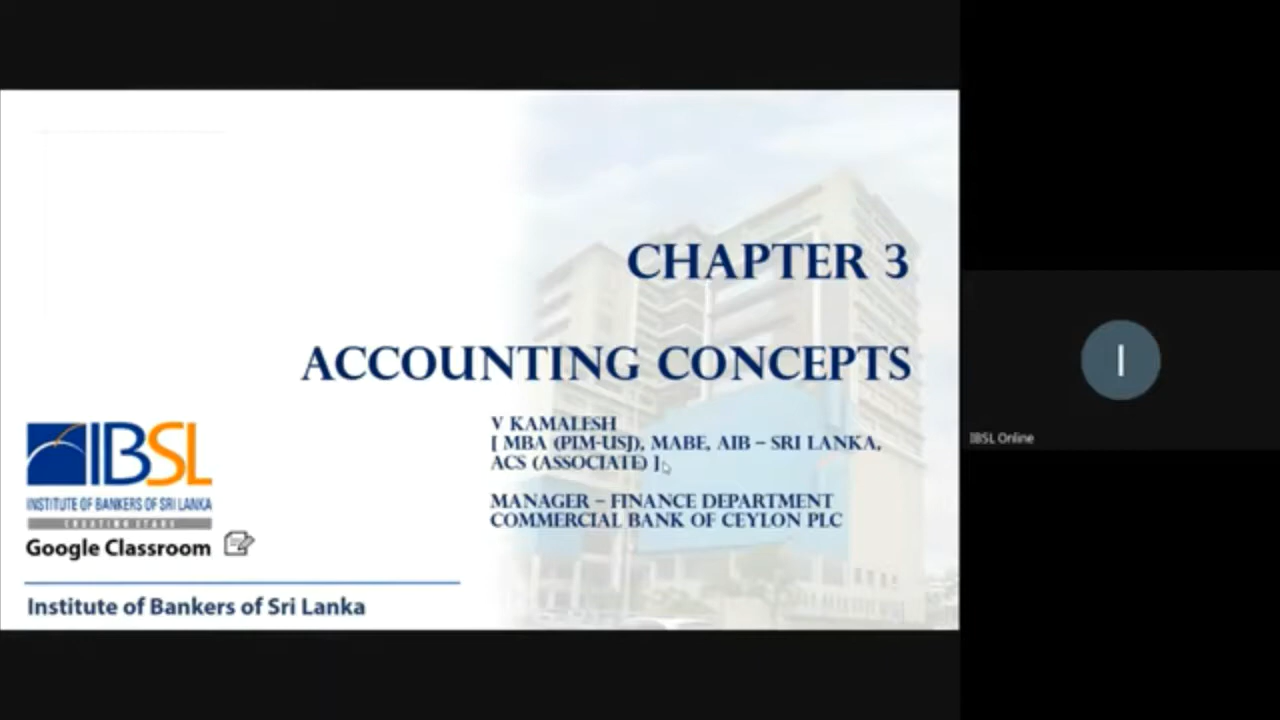 CHAPTER 3
ACCOUNTING CONCEPTS
V KAMALESH
[ MBA (PIM-USJ), MABE, AIB – SRI LANKA,
ACS (ASSOCIATE) ]
MANAGER – FINANCE DEPARTMENT
COMMERCIAL BANK OF CEYLON PLC
IBSL
INSTITUTE OF BANKERS OF SRI LANKA
CREATING STARS
Google Classroom
Institute of Bankers of Sri Lanka
I
IBSL Online